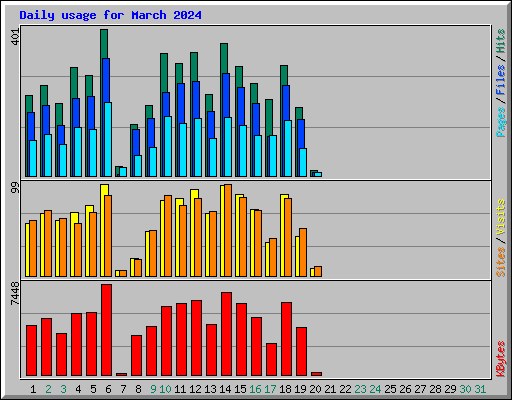 Daily usage for March 2024
401
Pages / Files / Hits
99
Sites / Visits
7448
KBytes
1 2 3 4 5 6 7 8 9 10 11 12 13 14 15 16 17 18 19 20 21 22 23 24 25 26 27 28 29 30 31